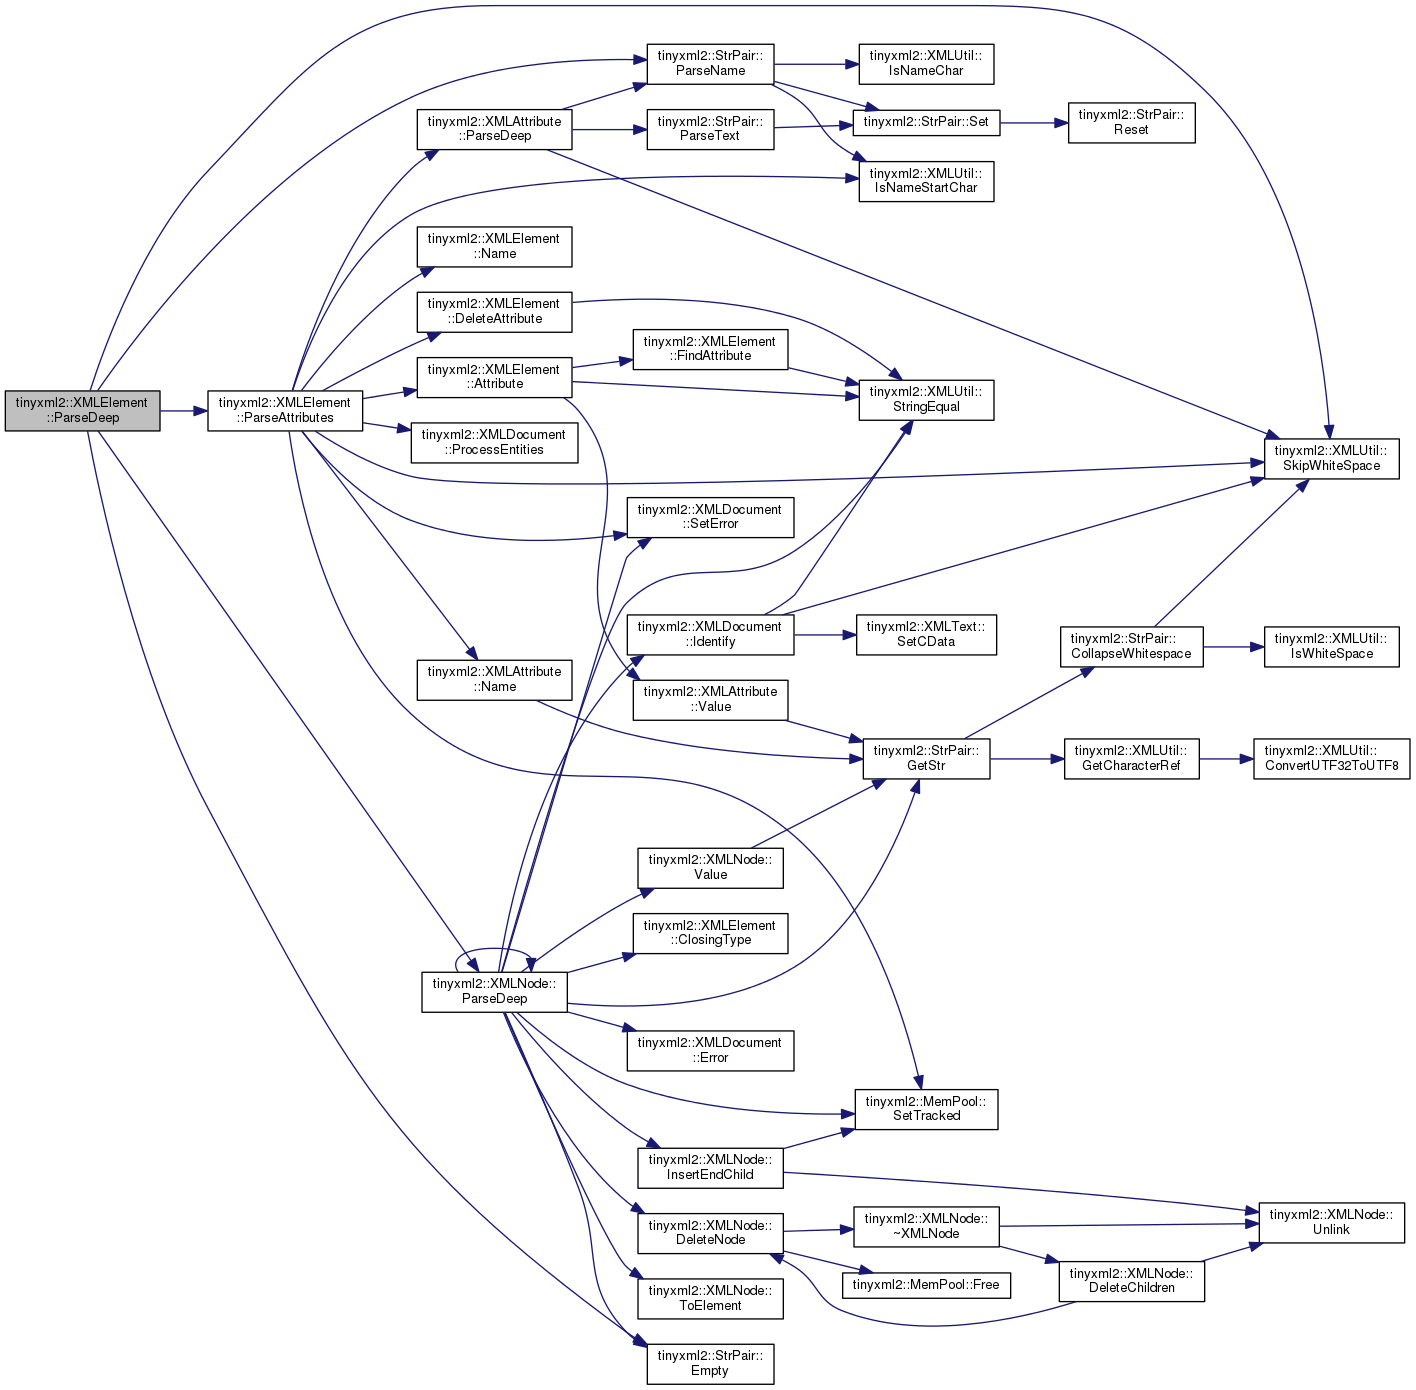 tinyxml2::StrPair::
ParseName
tinyxml2::XMLUtil::
IsNameChar
tinyxml2::XMLAttribute
::ParseDeep
tinyxml2::StrPair::
ParseText
tinyxml2::StrPair::Set
tinyxml2::StrPair::
Reset
tinyxml2::XMLUtil::
IsNameStartChar
tinyxml2::XMLElement
::Name
tinyxml2::XMLElement
::DeleteAttribute
tinyxml2::XMLElement
::FindAttribute
tinyxml2::XMLElement
::Attribute
tinyxml2::XMLUtil::
StringEqual
tinyxml2::XMLElement
::ParseDeep
tinyxml2::XMLElement
::ParseAttributes
tinyxml2::XMLDocument
::ProcessEntities
tinyxml2::XMLUtil::
SkipWhiteSpace
tinyxml2::XMLDocument
::SetError
tinyxml2::XMLDocument
::Identify
tinyxml2::XMLText::
SetCData
tinyxml2::StrPair::
CollapseWhitespace
tinyxml2::XMLUtil::
IsWhiteSpace
tinyxml2::XMLAttribute
::Name
tinyxml2::XMLAttribute
::Value
tinyxml2::StrPair::
GetStr
tinyxml2::XMLUtil::
GetCharacterRef
tinyxml2::XMLUtil::
ConvertUTF32ToUTF8
tinyxml2::XMLNode::
Value
tinyxml2::XMLElement
::ClosingType
tinyxml2::XMLNode::
ParseDeep
tinyxml2::XMLDocument
::Error
tinyxml2::MemPool::
SetTracked
tinyxml2::XMLNode::
InsertEndChild
tinyxml2::XMLNode::
DeleteNode
tinyxml2::XMLNode::
~XMLNode
tinyxml2::XMLNode::
Unlink
tinyxml2::MemPool::Free
tinyxml2::XMLNode::
DeleteChildren
tinyxml2::XMLNode::
ToElement
tinyxml2::StrPair::
Empty